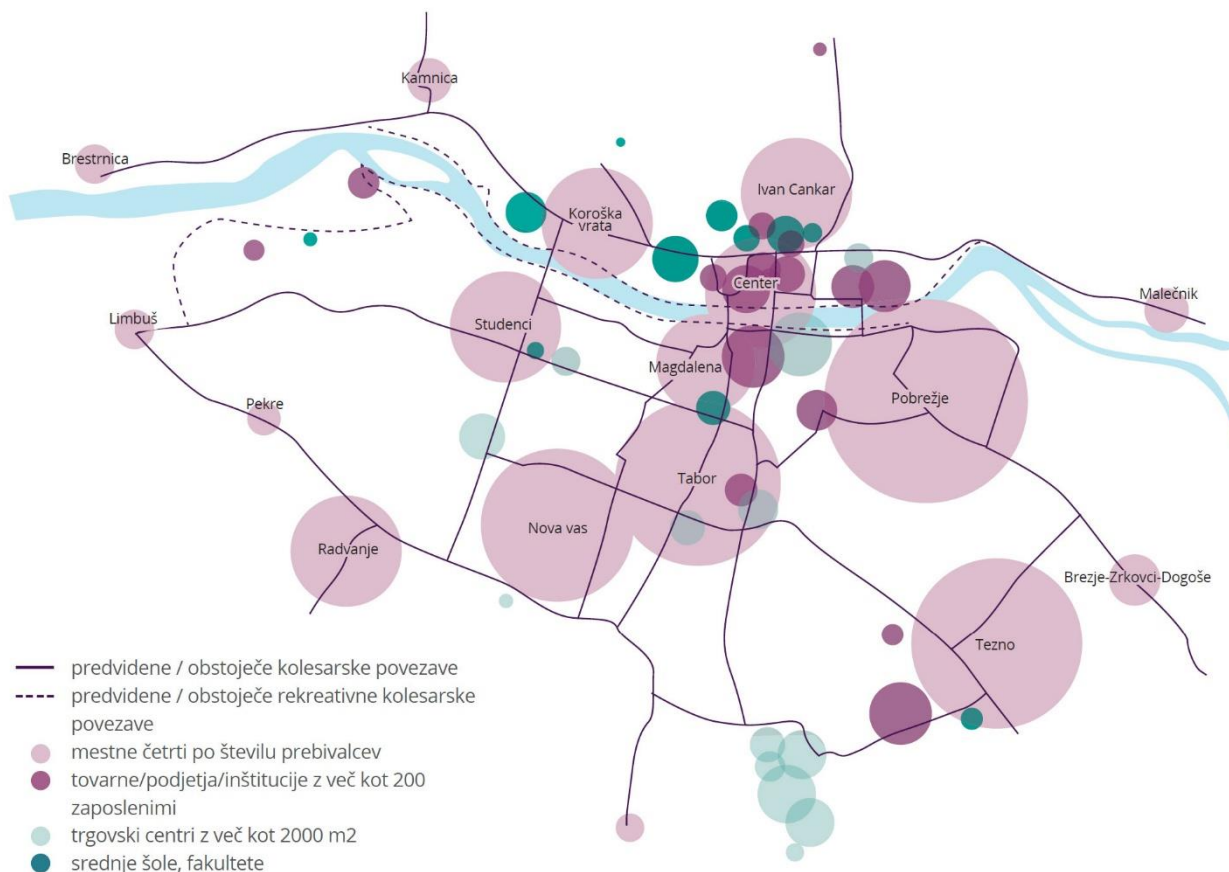 Kamnica
Brestrnica
Ivan Cankar
Koroška
vrata
Center
Malečnik
Limbuš
Studenci
Magdalena
Pobrežje
Pekre
Tabor
Nova vas
Radvanje
Brezje-Zrkovci-Dogoše
Tezno
predvidene / obstoječe kolesarske povezave
predvidene / obstoječe rekreativne kolesarske
povezave
mestne četrti po številu prebivalcev
tovarne/podjetja/inštitucije z več kot 200
zaposlenimi
trgovski centri z več kot 2000 m2
srednje šole, fakultete